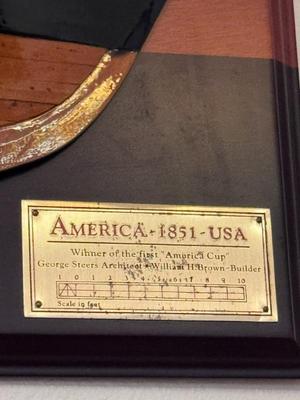 AMERICA - 1851 - USA
Winner of the first "America Cup"
George Steers Architect - William H. Brown - Builder
1 0 1 2 3 4 5 6 7 8 9 10
Scale in feet